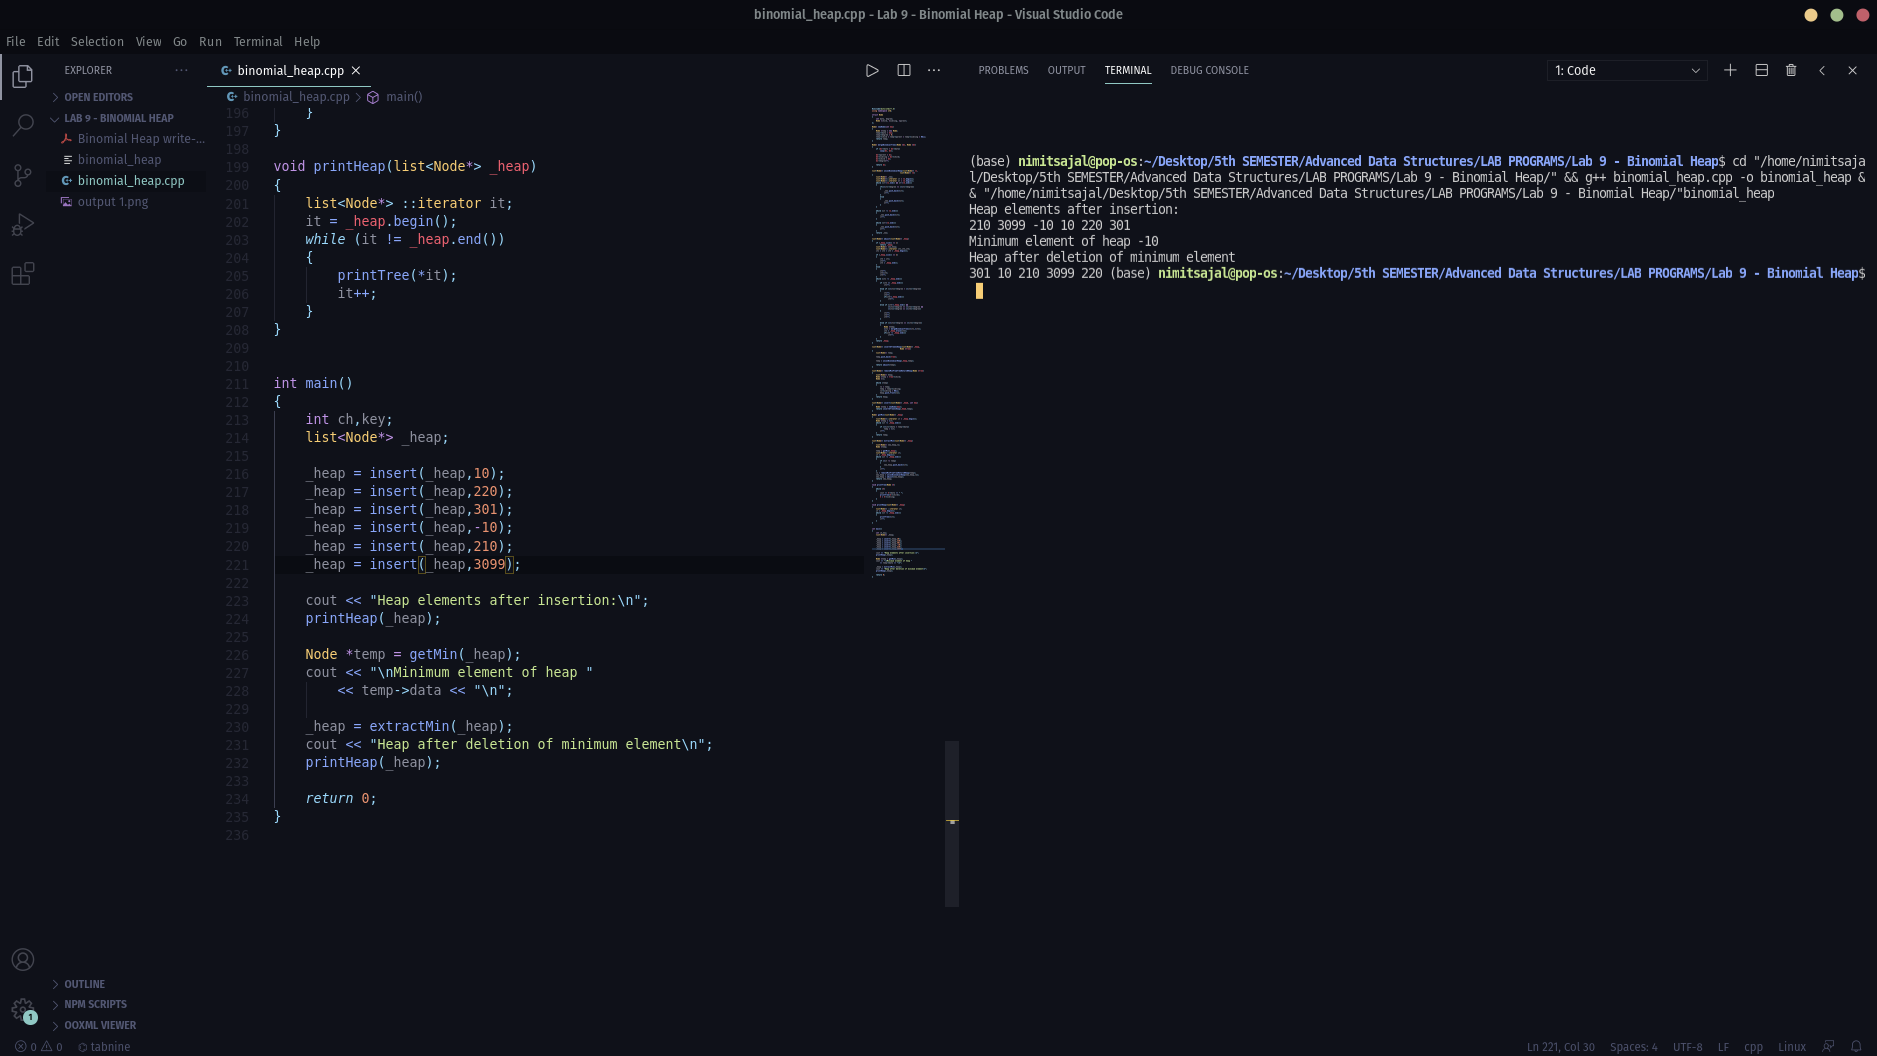 binomial_heap.cpp - Lab 9 - Binomial Heap - Visual Studio Code
File Edit Selection View Go Run Terminal Help
EXPLORER
OPEN EDITORS
LAB 9 - BINOMIAL HEAP
Binomial Heap write-...
binomial_heap
binomial_heap.cpp
output 1.png
OUTLINE
NPM SCRIPTS
OOXML VIEWER
binomial_heap.cpp
binomial_heap.cpp > main()
196 }
197 }
198
199 void printHeap(list<Node*> _heap)
200 {
201 list<Node*> ::iterator it;
202 it = _heap.begin();
203 while (it != _heap.end())
204 {
205 printTree(*it);
206 it++;
207 }
208 }
209
210
211 int main()
212 {
213 int ch,key;
214 list<Node*> _heap;
215
216 _heap = insert(_heap,10);
217 _heap = insert(_heap,220);
218 _heap = insert(_heap,301);
219 _heap = insert(_heap,-10);
220 _heap = insert(_heap,210);
221 _heap = insert(_heap,3099);
222
223 cout << "Heap elements after insertion:\n";
224 printHeap(_heap);
225
226 Node *temp = getMin(_heap);
227 cout << "\nMinimum element of heap "
228 << temp->data << "\n";
229
230 _heap = extractMin(_heap);
231 cout << "Heap after deletion of minimum element\n";
232 printHeap(_heap);
233
234 return 0;
235 }
236
PROBLEMS OUTPUT TERMINAL DEBUG CONSOLE
1: Code
(base) nimitsajal@pop-os:~/Desktop/5th SEMESTER/Advanced Data Structures/LAB PROGRAMS/Lab 9 - Binomial Heap$ cd "/home/nimitsaja
l/Desktop/5th SEMESTER/Advanced Data Structures/LAB PROGRAMS/Lab 9 - Binomial Heap/" && g++ binomial_heap.cpp -o binomial_heap &
& "/home/nimitsajal/Desktop/5th SEMESTER/Advanced Data Structures/LAB PROGRAMS/Lab 9 - Binomial Heap/"binomial_heap
Heap elements after insertion:
210 3099 -10 10 220 301
Minimum element of heap -10
Heap after deletion of minimum element
301 10 210 3099 220 (base) nimitsajal@pop-os:~/Desktop/5th SEMESTER/Advanced Data Structures/LAB PROGRAMS/Lab 9 - Binomial Heap$
1
0 0 tabnine
Ln 221, Col 30 Spaces: 4 UTF-8 LF cpp Linux